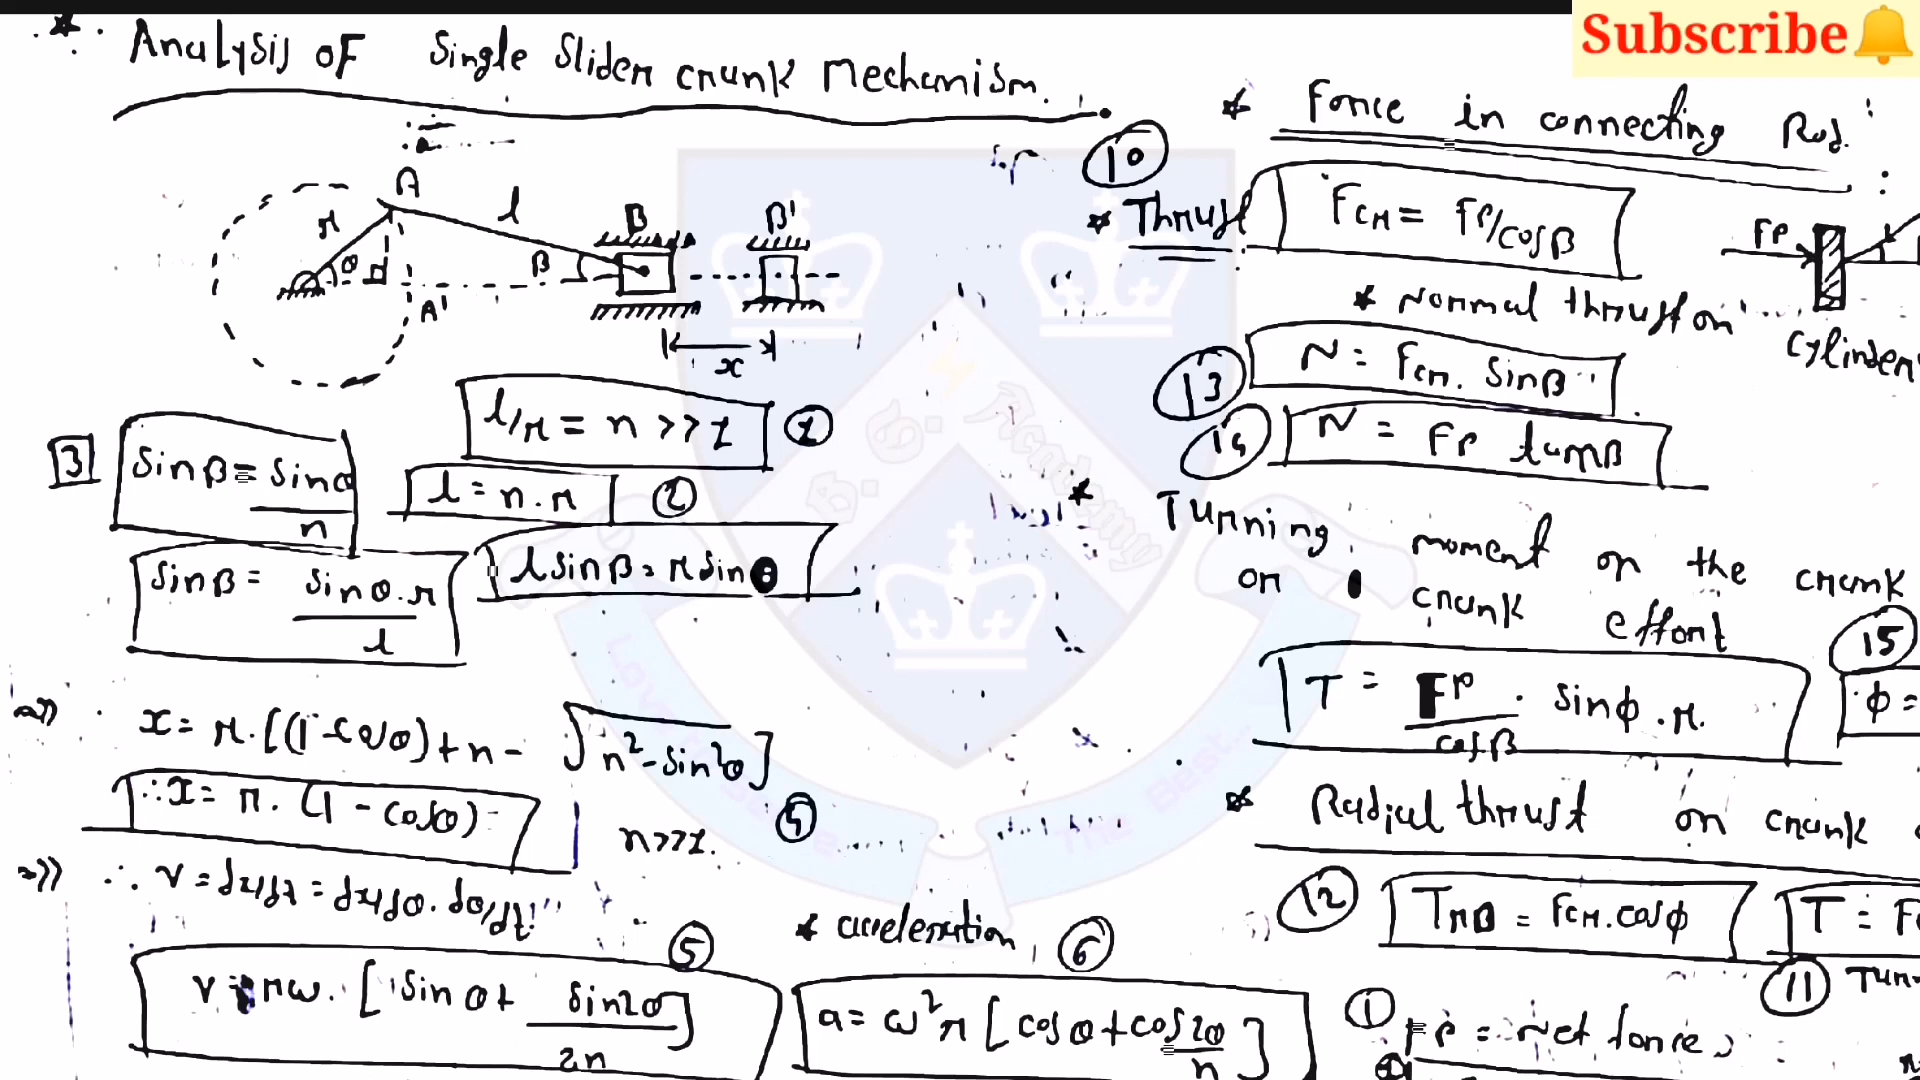 Subscribe
* Analysis of Single Slider crank Mechanism.
A
r
l
θ
β
B
B'
A'
x
l/r = n >> 1 ①
3 sinβ = sinθ / n
l = n.r ②
sinβ = sinθ.r / l
l sinβ = r sinθ
x = r.[(1-cosθ)+n-√n²-sin²θ]
∴x = r.(1-cosθ)
n>>1.
∴ v = dx/dt = dx/dθ.dθ/dt
⑤
v = rω.[sinθ + sin2θ/2n]
* acceleration ⑥
a = ω²r [cosθ+cos2θ/n]
* Force in connecting Rod:
⑩
* Thrust Fcr = FP/cosβ
FP
* Normal thrust on cylinder
⑬ N = Fcr. Sinβ
⑭ N = FP tanβ
* Turning moment on the crank
or crank effort
⑮
T = FP/cosβ . sinϕ.r.
ϕ =
* Radial thrust on crank
⑫ TrB = Fcr.cosϕ
T = F
⑪ Tur
① FP = Net force